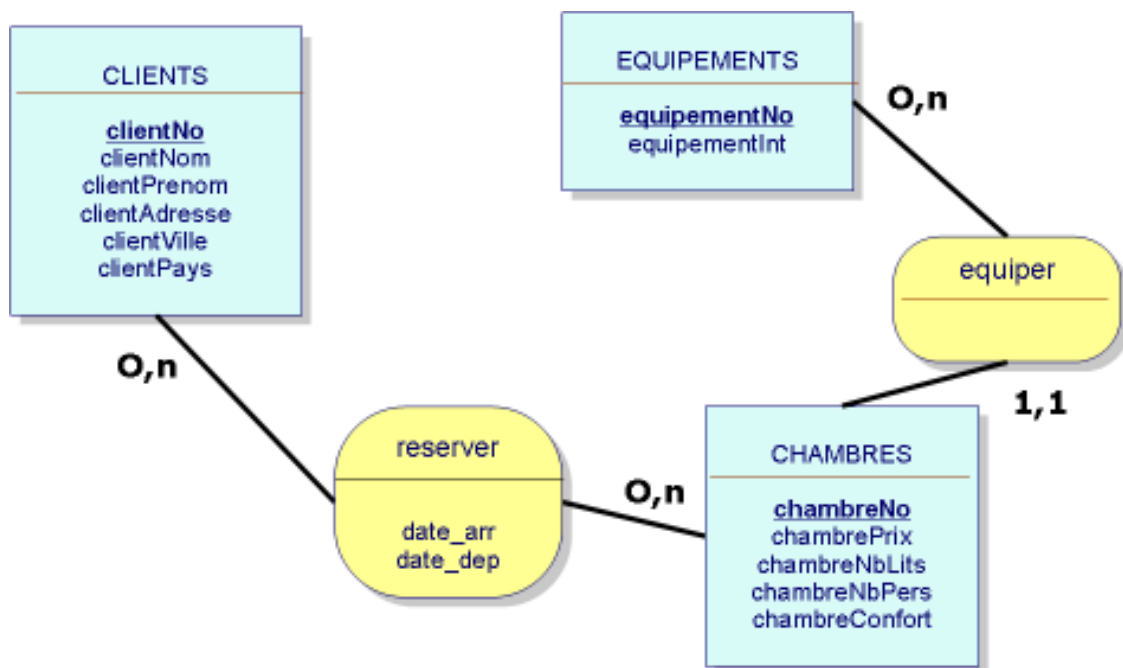 CLIENTS
clientNo
clientNom
clientPrenom
clientAdresse
clientVille
clientPays
EQUIPEMENTS
equipementNo
equipementInt
O,n
equiper
O,n
1,1
reserver
date_arr
date_dep
O,n
CHAMBRES
chambreNo
chambrePrix
chambreNbLits
chambreNbPers
chambreConfort